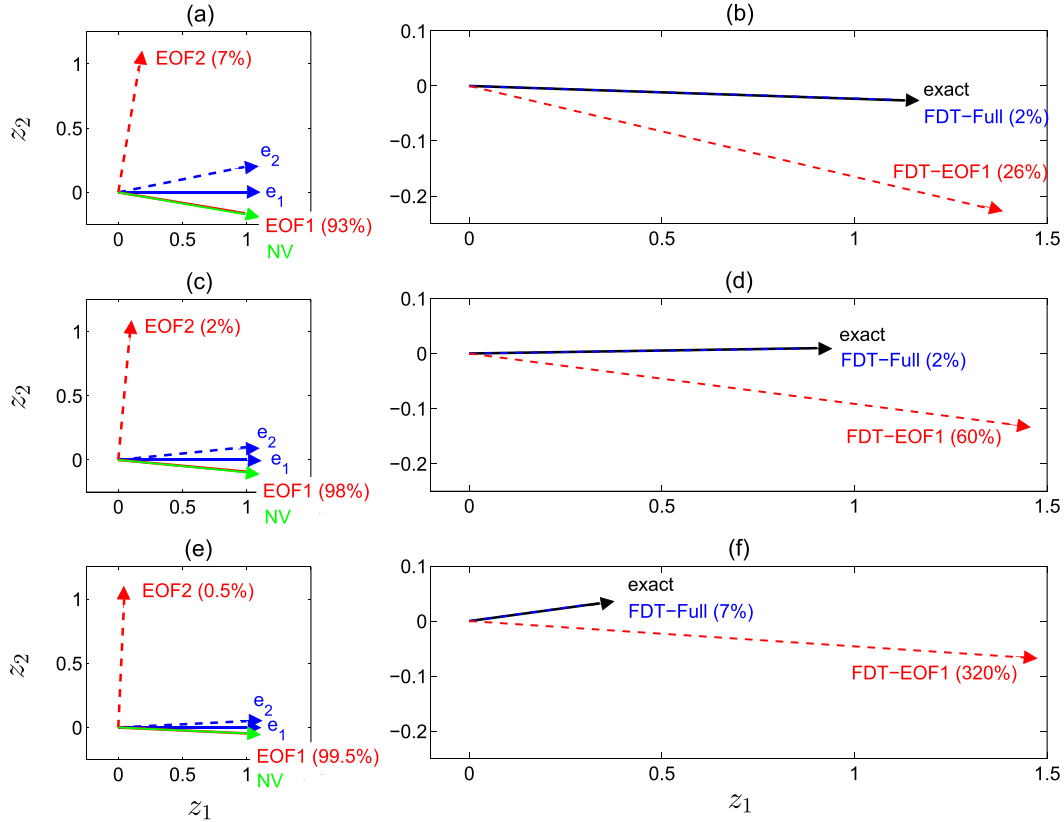 (a)
EOF2 (7%)
e2
e1
EOF1 (93%)
NV
z2
1
0.5
0
0
0.5
1
(b)
0.1
0
−0.1
−0.2
exact
FDT−Full (2%)
FDT−EOF1 (26%)
0
0.5
1
1.5
(c)
EOF2 (2%)
e2
e1
EOF1 (98%)
NV
z2
1
0.5
0
0
0.5
1
(d)
0.1
0
−0.1
−0.2
exact
FDT−Full (2%)
FDT−EOF1 (60%)
0
0.5
1
1.5
(e)
EOF2 (0.5%)
e2
e1
EOF1 (99.5%)
NV
z2
1
0.5
0
0
0.5
1
z1
(f)
0.1
0
−0.1
−0.2
exact
FDT−Full (7%)
FDT−EOF1 (320%)
0
0.5
1
1.5
z1